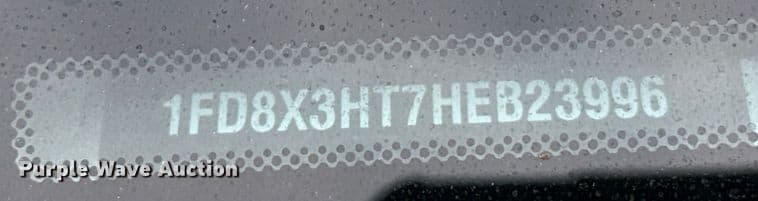 1FD8X3HT7HEB23996
Purple Wave Auction